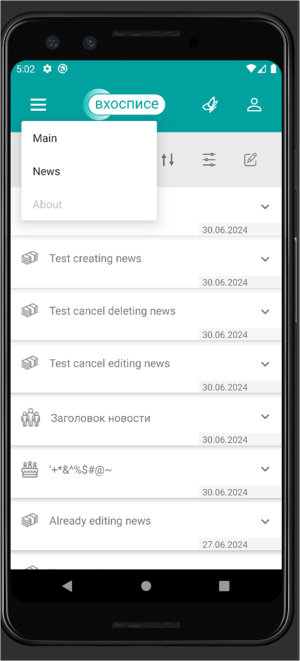 5:02
вхосписе
Main
News
About
30.06.2024
Test creating news
30.06.2024
Test cancel deleting news
30.06.2024
Test cancel editing news
30.06.2024
Заголовок новости
30.06.2024
'+*&^%$#@~
30.06.2024
Already editing news
27.06.2024